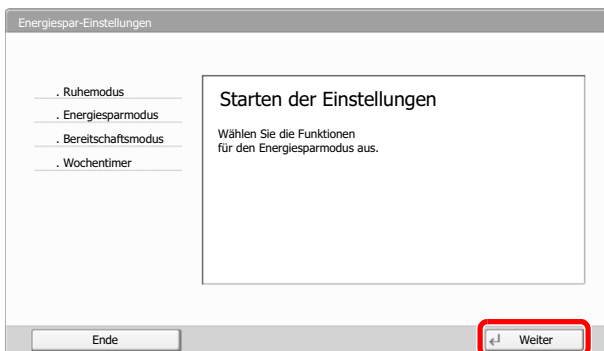 Energiespar-Einstellungen
. Ruhemodus
. Energiesparmodus
. Bereitschaftsmodus
. Wochentimer
Starten der Einstellungen
Wählen Sie die Funktionen
für den Energiesparmodus aus.
Ende
Weiter